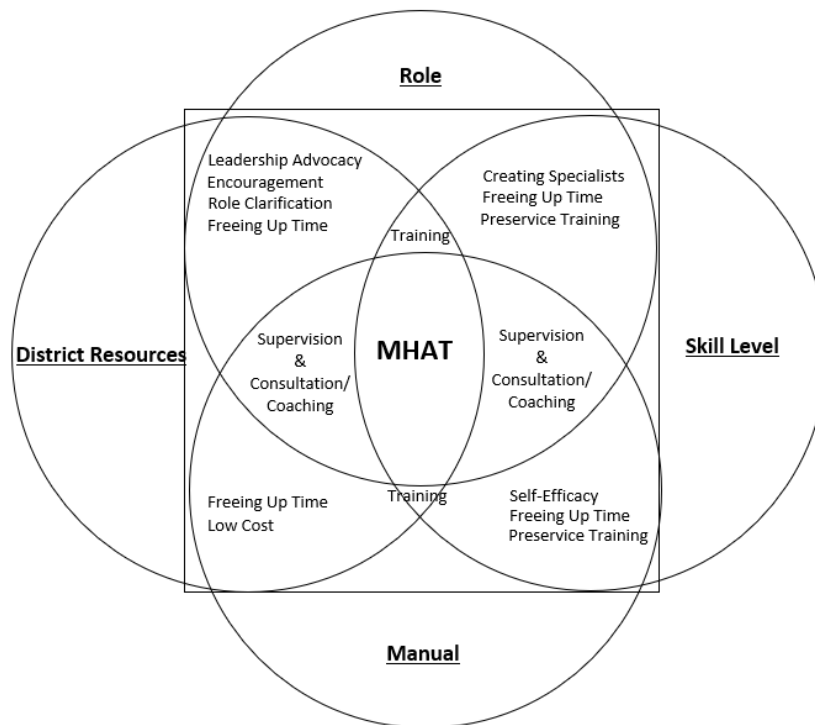 Role
Leadership Advocacy
Encouragement
Role Clarification
Freeing Up Time
Creating Specialists
Freeing Up Time
Preservice Training
Training
District Resources
Supervision
&
Consultation/
Coaching
MHAT
Supervision
&
Consultation/
Coaching
Skill Level
Freeing Up Time
Low Cost
Training
Self-Efficacy
Freeing Up Time
Preservice Training
Manual